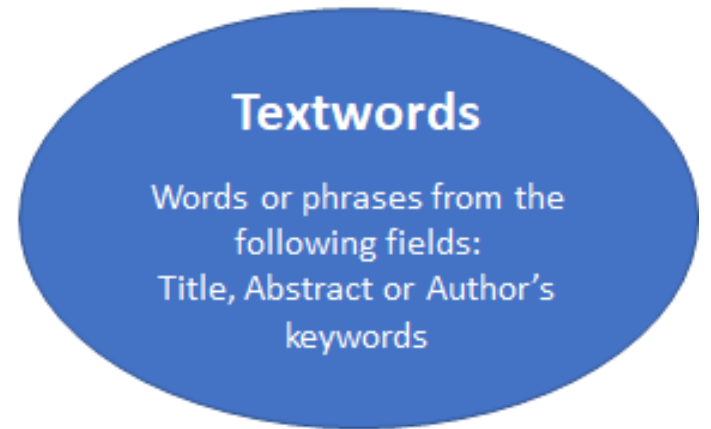 Textwords
Words or phrases from the
following fields:
Title, Abstract or Author’s
keywords